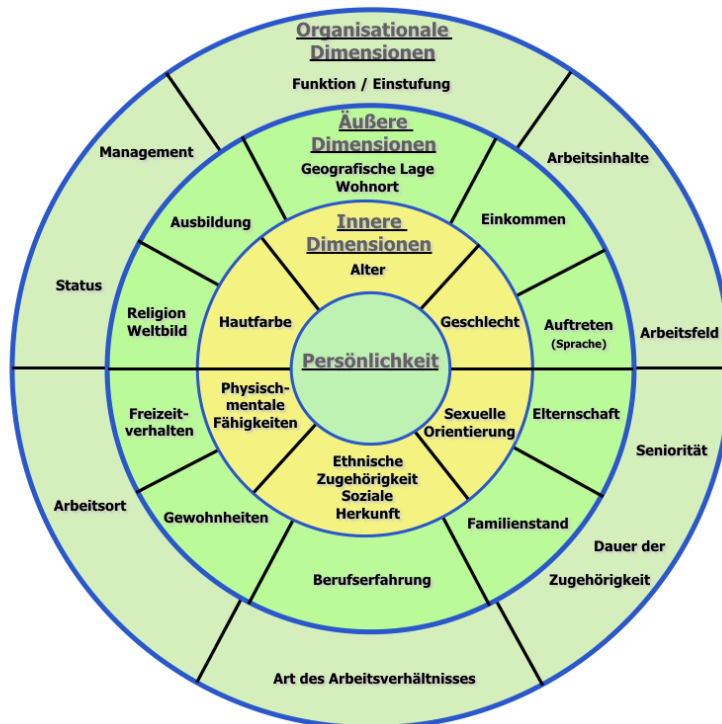 Organisationale
Dimensionen
Funktion / Einstufung
Management
Arbeitsinhalte
Status
Arbeitsfeld
Arbeitsort
Seniorität
Dauer der
Zugehörigkeit
Art des Arbeitsverhältnisses
Äußere
Dimensionen
Geografische Lage
Wohnort
Ausbildung
Einkommen
Religion
Weltbild
Auftreten
(Sprache)
Freizeit-
verhalten
Elternschaft
Gewohnheiten
Familienstand
Berufserfahrung
Innere
Dimensionen
Alter
Hautfarbe
Geschlecht
Physisch-
mentale
Fähigkeiten
Sexuelle
Orientierung
Ethnische
Zugehörigkeit
Soziale
Herkunft
Persönlichkeit